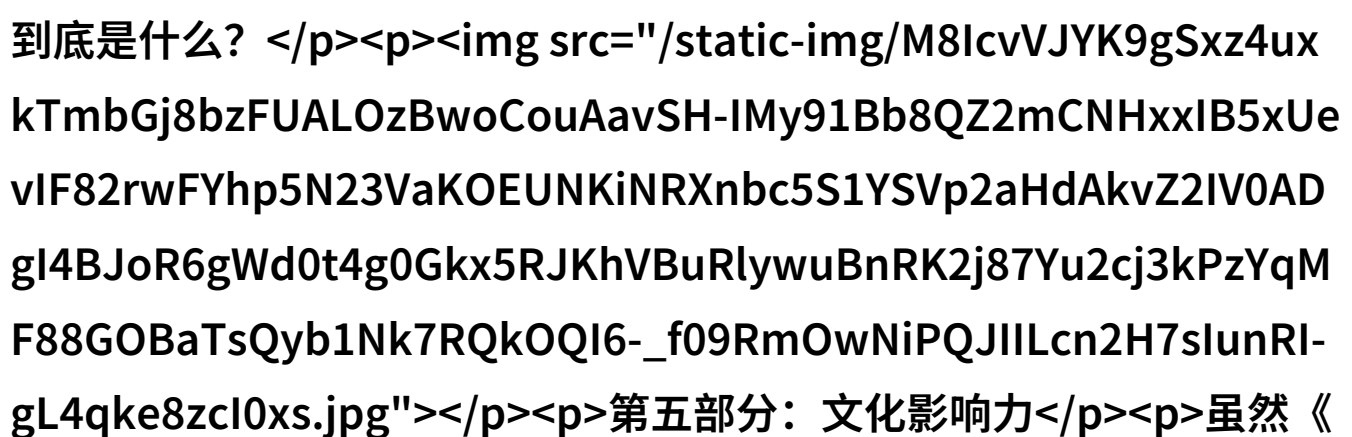 到底是什么？</p><p><img src="/static-img/M8IcvVJYK9gSxz4ux
kTmbGj8bzFUALOzBwoCouAavSH-IMy91Bb8QZ2mCNHxxIB5xUe
vIF82rwFYhp5N23VaKOEUNKiNRXnbc5S1YSVp2aHdAkvZ2IV0AD
gI4BJoR6gWd0t4g0Gkx5RJKhVBuRlywuBnRK2j87Yu2cj3kPzYqM
F88GOBaTsQyb1Nk7RQkOQI6-_f09RmOwNiPQJIILcn2H7sIunRI-
gL4qke8zcI0xs.jpg"></p><p>第五部分：文化影响力</p><p>虽然《